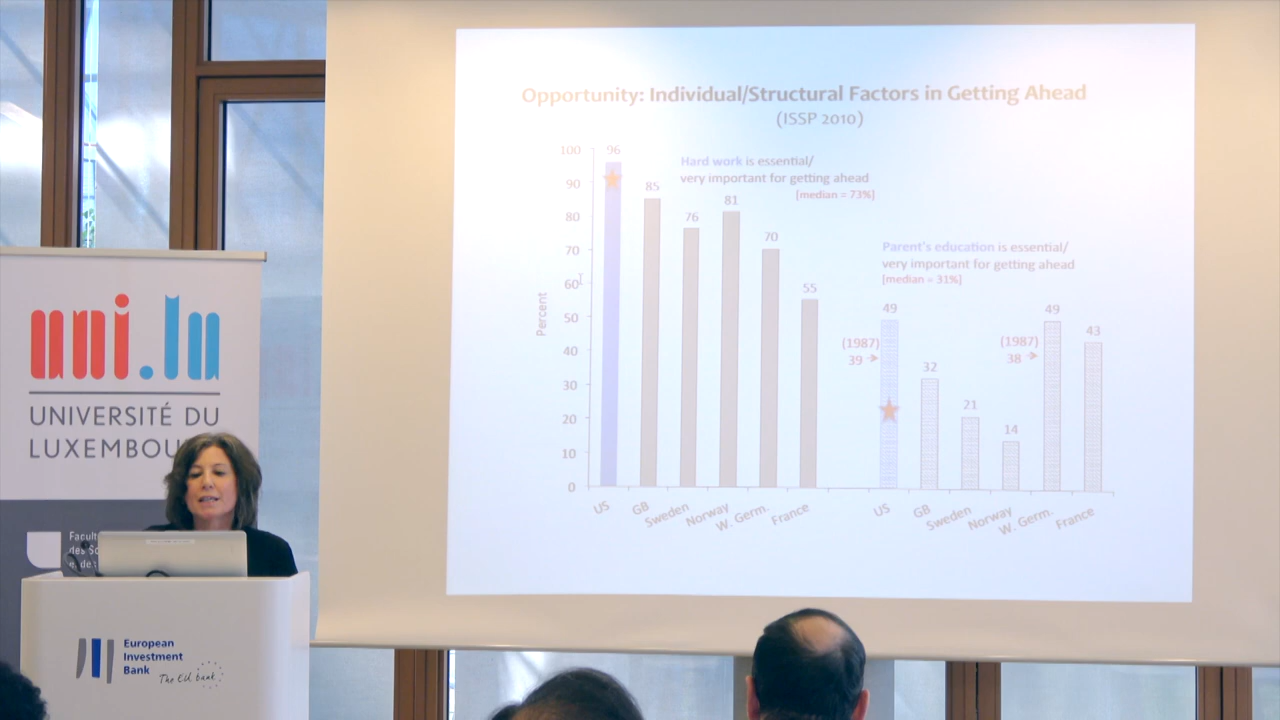 Opportunity: Individual/Structural Factors in Getting Ahead
(ISSP 2010)
Hard work is essential/
very important for getting ahead
[median = 73%]
Parent's education is essential/
very important for getting ahead
[median = 31%]
Percent
100
90
80
70
60
50
40
30
20
10
0
96
85
76
81
70
55
49
32
21
14
49
43
(1987)
39
(1987)
38
US
GB
Sweden
Norway
W. Germ.
France
US
GB
Sweden
Norway
W. Germ.
France
uni.lu
UNIVERSITÉ DU
LUXEMBOU
Facult
des Sc
e. de
European
Investment
Bank
The EU bank